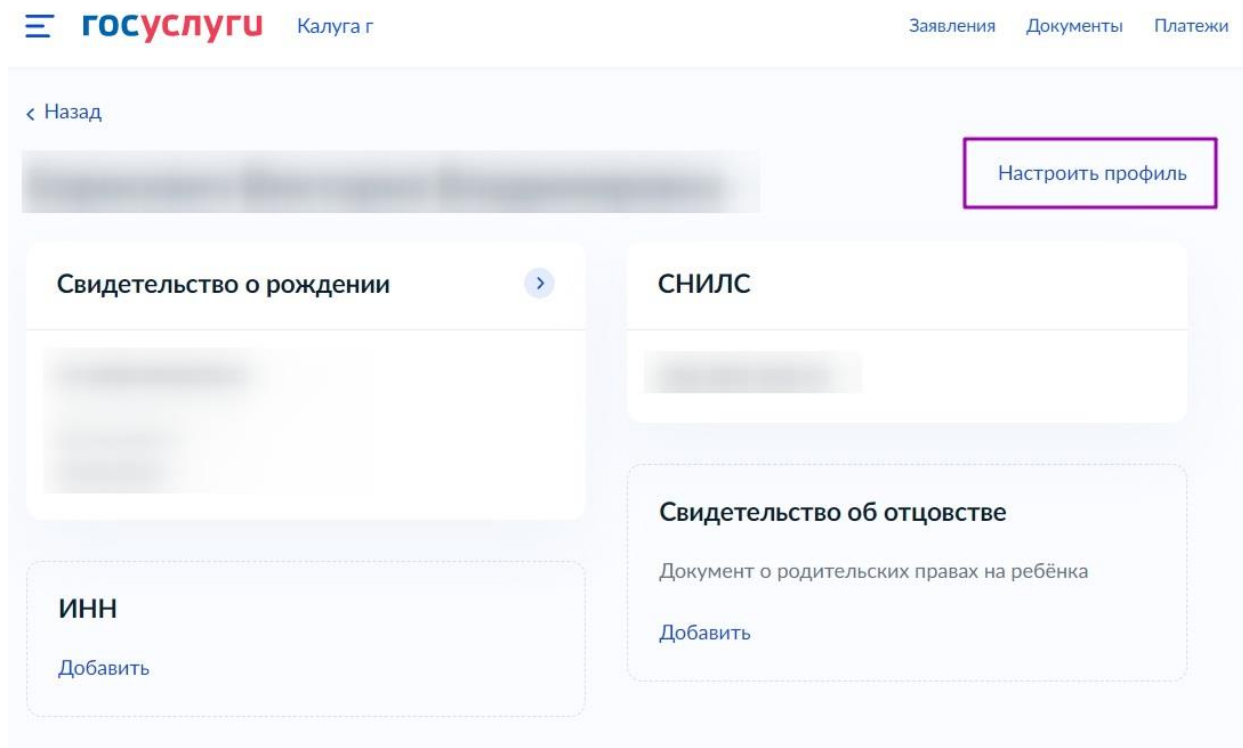 госуслуги Калуга г Заявления Документы Платежи
Назад
Настроить профиль
Свидетельство о рождении
СНИЛС
Свидетельство об отцовстве
Документ о родительских правах на ребёнка
Добавить
ИНН
Добавить